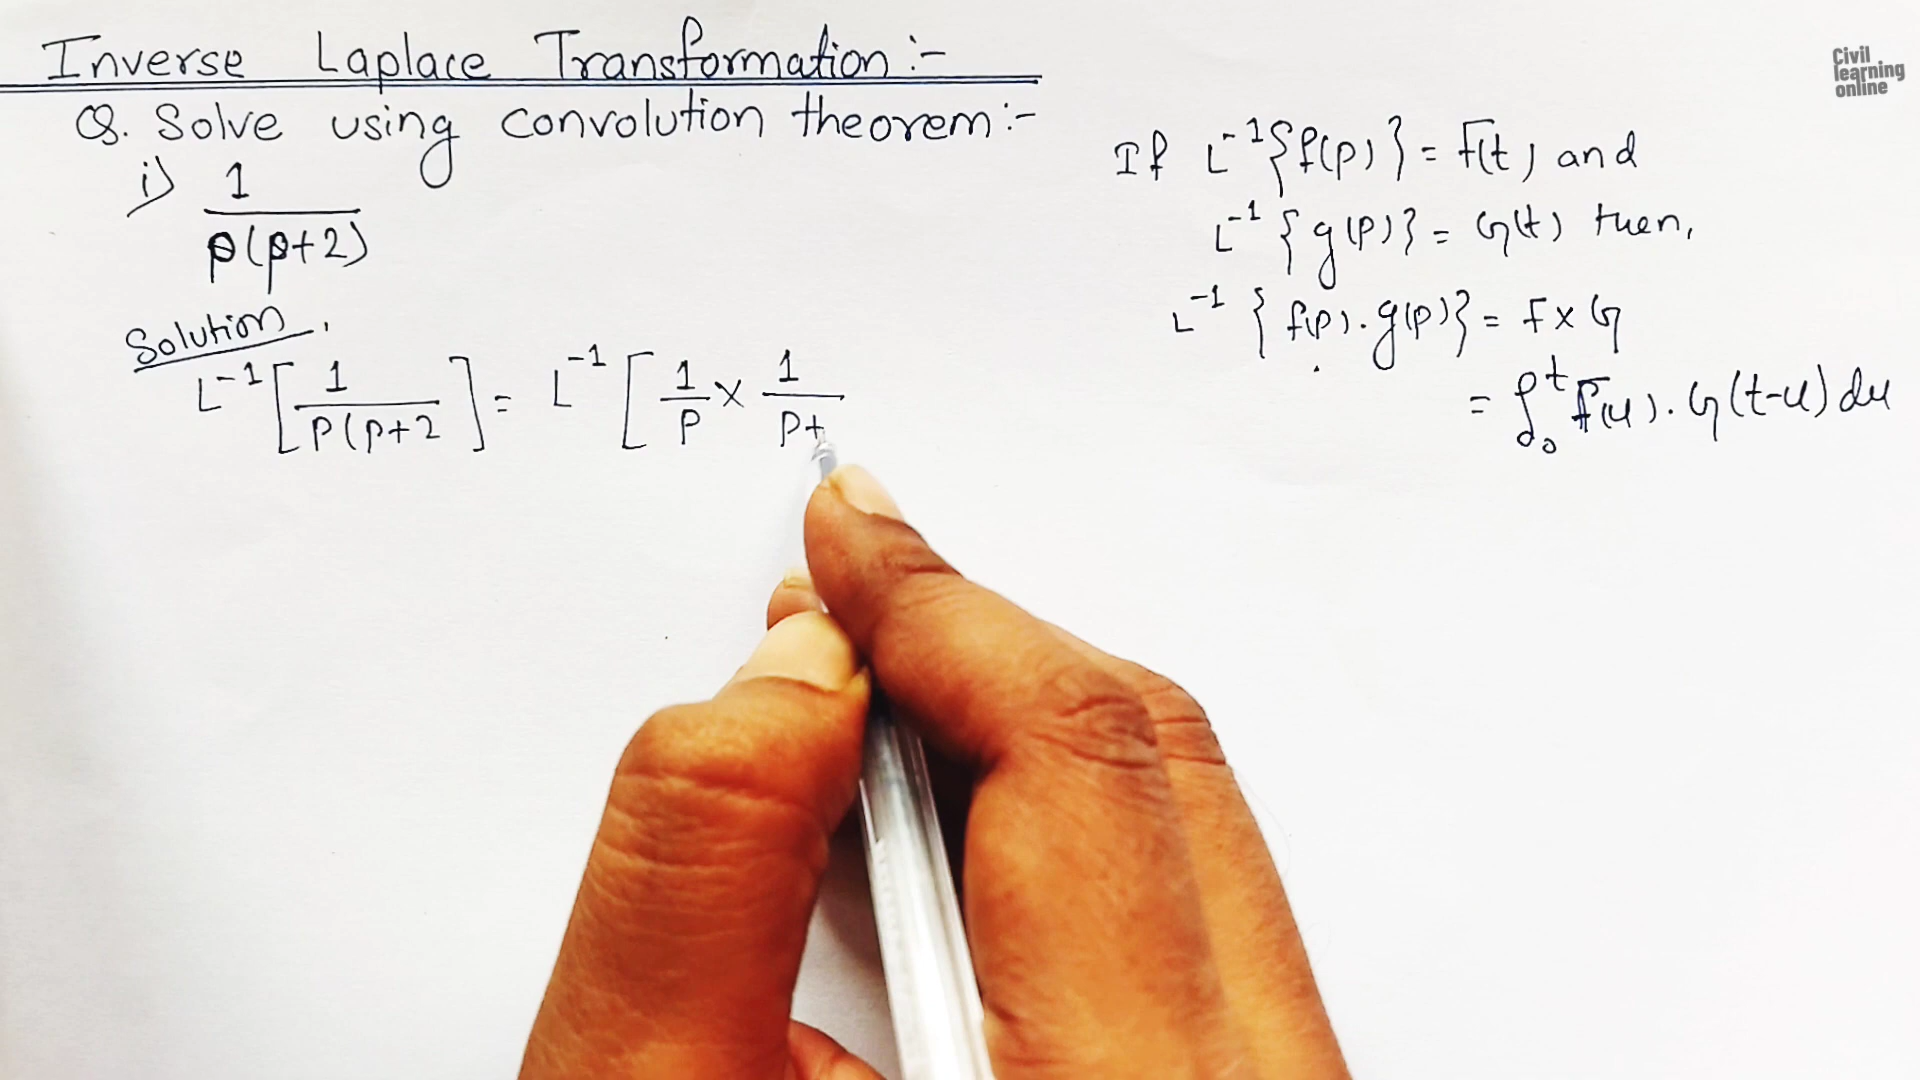 Inverse Laplace Transformation :-
Q. Solve using convolution theorem :-
i) 1
p(p+2)
Solution,
L⁻¹[1/P(p+2] = L⁻¹[1/P × 1/P+
If L⁻¹{f(p)} = F(t) and
L⁻¹{g(p)} = G(t) then,
L⁻¹{f(p).g(p)} = F×G
= ∫₀ᵗ F(u). G(t-u) du
Civil
learning
online